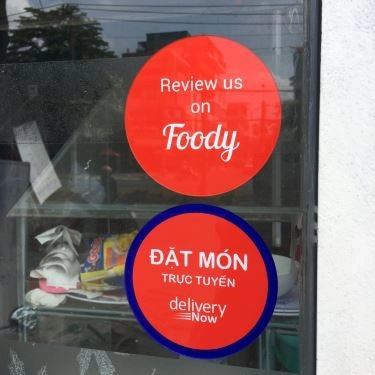 Review us
on
Foody
ĐẶT MÓN
TRỰC TUYẾN
delivery
Now